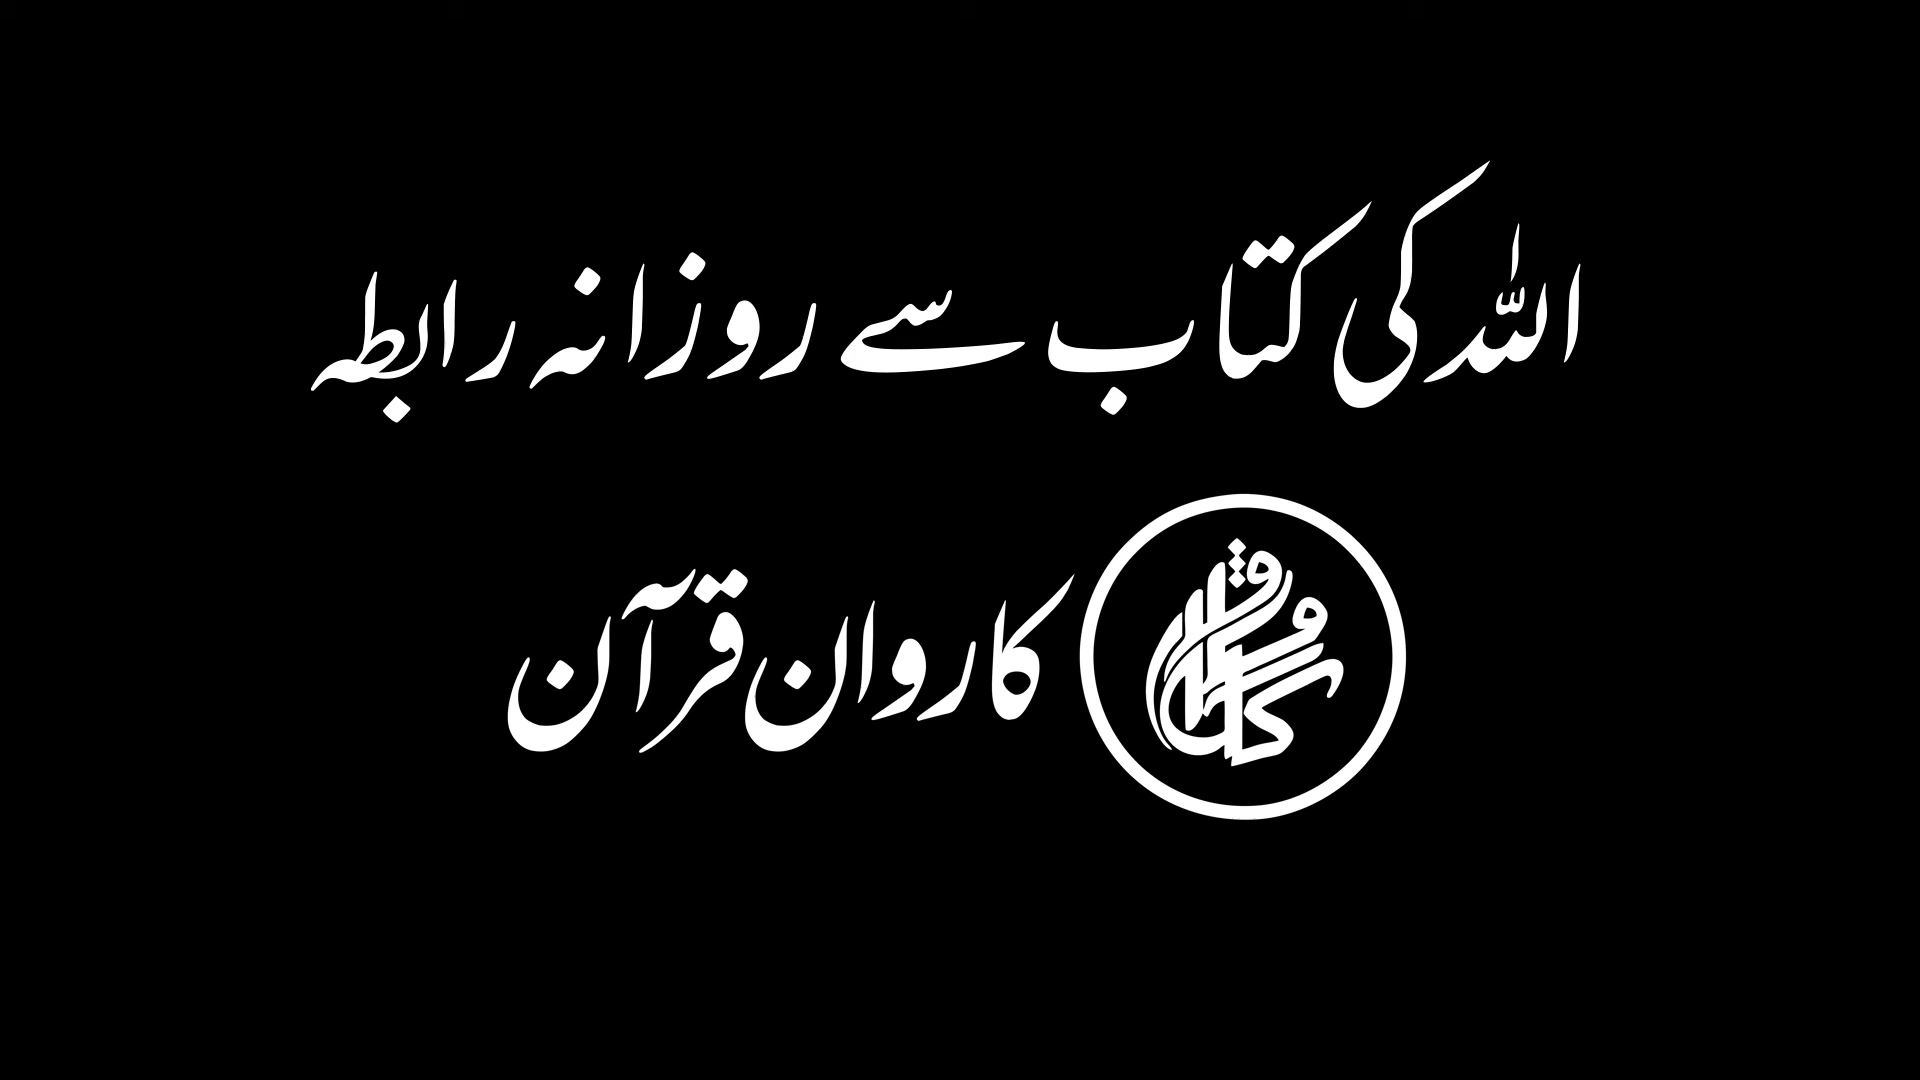 اللہ کی کتاب سے روزانہ رابطہ
کاروان قرآن